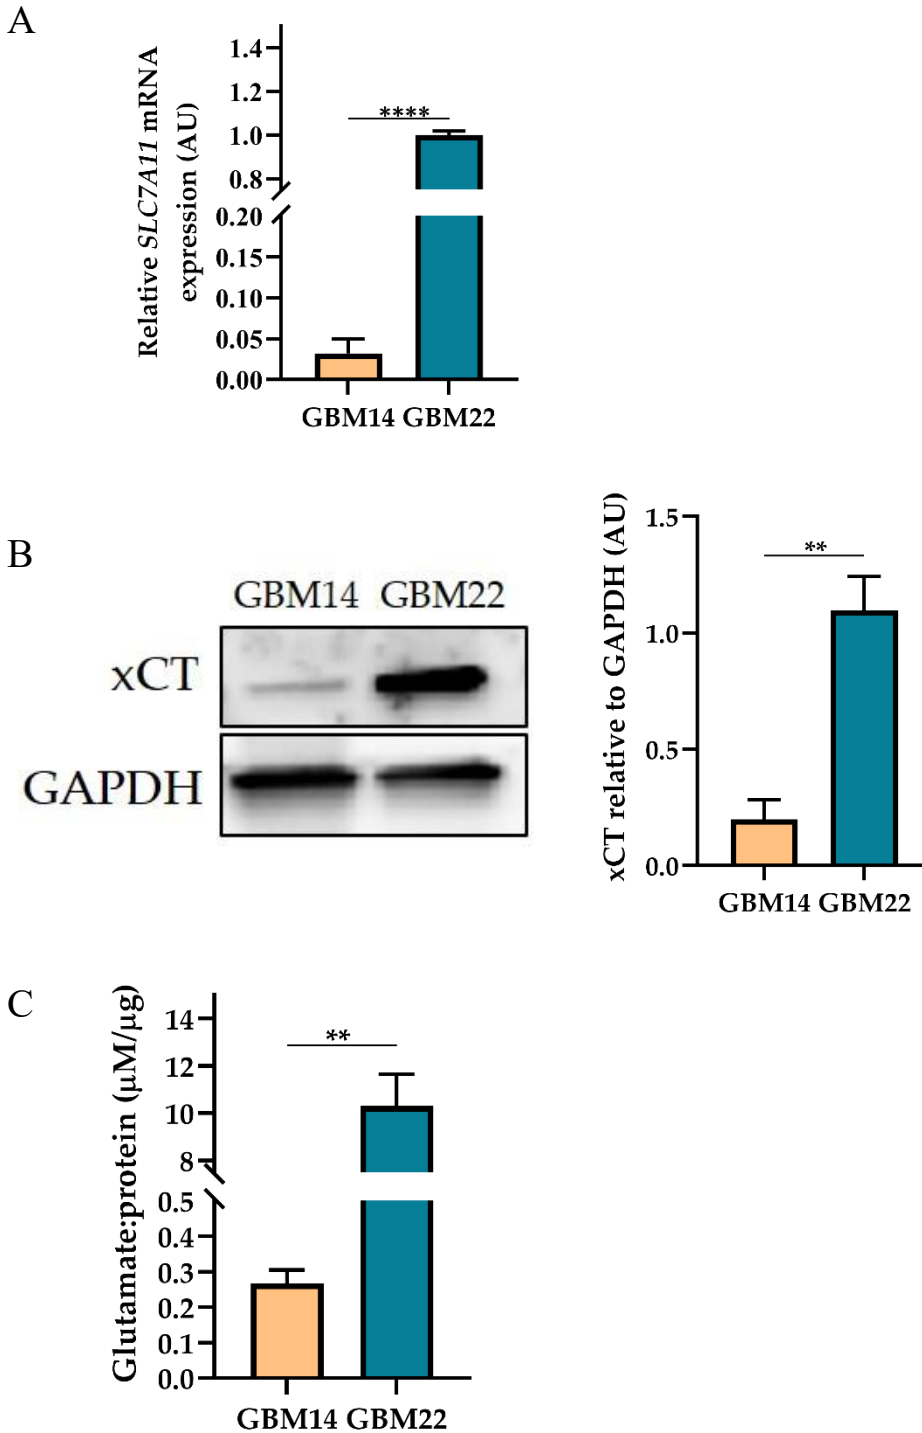 A
Relative SLC7A11 mRNA
expression (AU)
1.4
1.2
1.0
0.8
0.20
0.15
0.10
0.05
0.00
****
GBM14 GBM22
B
GBM14 GBM22
xCT
GAPDH
xCT relative to GAPDH (AU)
1.5
1.0
0.5
0.0
**
GBM14 GBM22
C
Glutamate:protein (µM/µg)
14
12
10
8
0.5
0.4
0.3
0.2
0.1
0.0
**
GBM14 GBM22